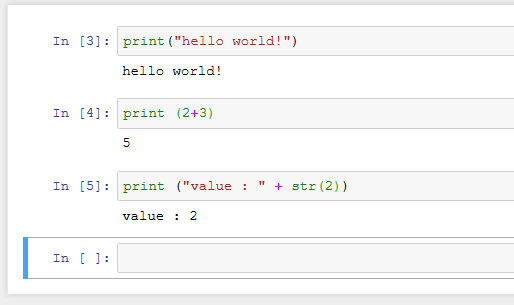 In [3]: print("hello world!")
hello world!
In [4]: print (2+3)
5
In [5]: print ("value : " + str(2))
value : 2
In [ ]: